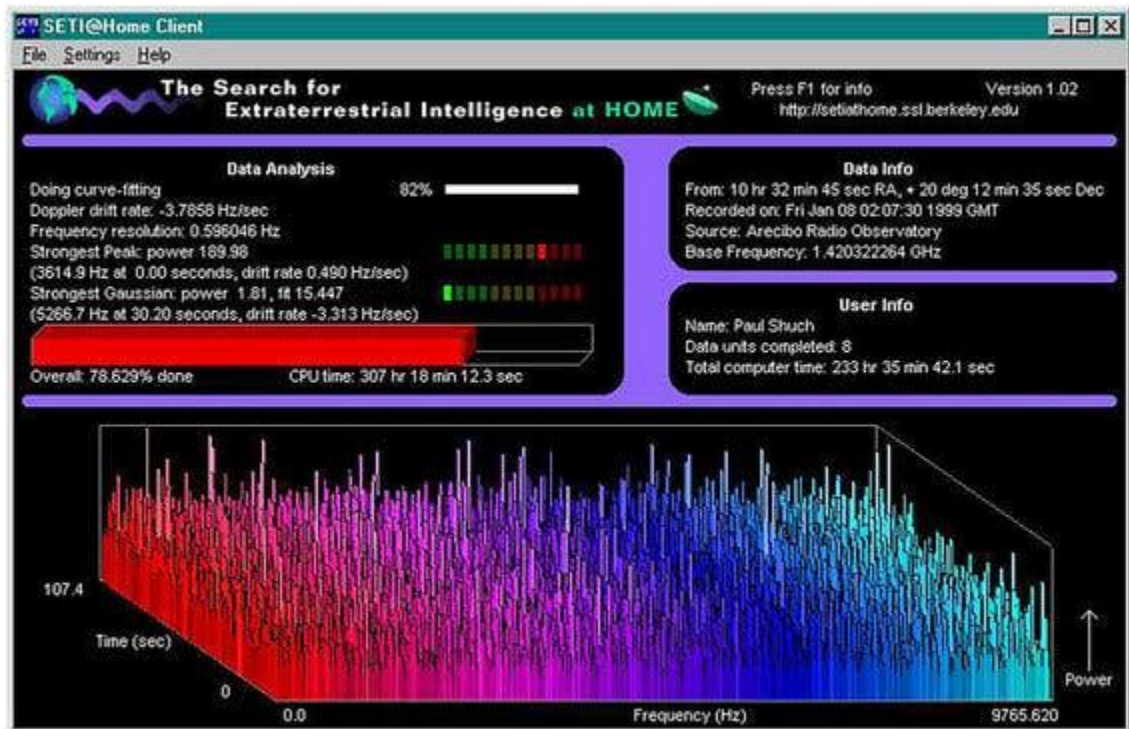 SETI@Home Client
File Settings Help
The Search for
Extraterrestrial Intelligence at HOME
Press F1 for info Version 1.02
http://setiathome.ssl.berkeley.edu
Data Analysis
Doing curve-fitting 82%
Doppler drift rate: -3.7858 Hz/sec
Frequency resolution: 0.596046 Hz
Strongest Peak: power 189.98
(3614.9 Hz at 0.00 seconds, drift rate 0.490 Hz/sec)
Strongest Gaussian: power 1.81, fit 15.447
(5266.7 Hz at 30.20 seconds, drift rate -3.313 Hz/sec)
Overall: 78.629% done CPU time: 307 hr 18 min 12.3 sec
Data Info
From: 10 hr 32 min 45 sec RA, + 20 deg 12 min 35 sec Dec
Recorded on: Fri Jan 08 02:07:30 1999 GMT
Source: Arecibo Radio Observatory
Base Frequency: 1.420322264 GHz
User Info
Name: Paul Shuch
Data units completed: 8
Total computer time: 233 hr 35 min 42.1 sec
107.4
Time (sec)
0
Power
0.0 Frequency (Hz) 9765.620